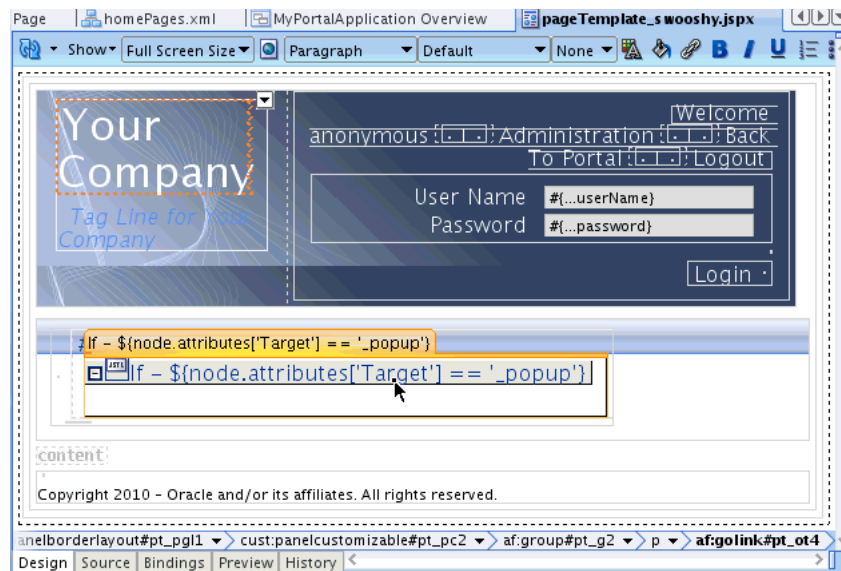 Page homePages.xml MyPortalApplication Overview pageTemplate_swooshy.jspx
Show Full Screen Size Paragraph Default None B I U
Your
Company
Tag Line for Your
Company
Welcome
anonymous Administration Back
To Portal Logout
User Name #{...userName}
Password #{...password}
Login
#
If - ${node.attributes['Target'] == '_popup'}
JSTL If - ${node.attributes['Target'] == '_popup'}
content
Copyright 2010 - Oracle and/or its affiliates. All rights reserved.
anelborderlayout#pt_pgl1 cust:panelcustomizable#pt_pc2 af:group#pt_g2 p af:golink#pt_ot4
Design Source Bindings Preview History